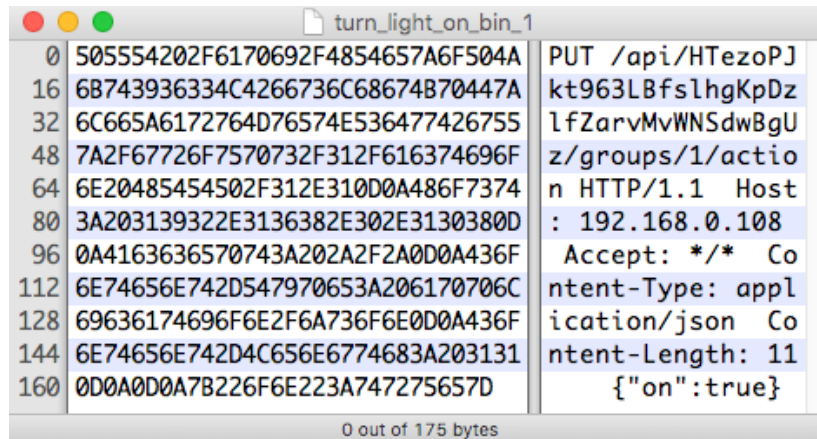 turn_light_on_bin_1
0 505554202F6170692F4854657A6F504A PUT /api/HTezoPJ
16 6B743936334C4266736C68674B70447A kt963LBfslhgKpDz
32 6C665A6172764D76574E536477426755 lfZarvMvWNSdwBgU
48 7A2F67726F7570732F312F616374696F z/groups/1/actio
64 6E20485454502F312E310D0A486F7374 n HTTP/1.1  Host
80 3A203139322E3136382E302E3130380D : 192.168.0.108
96 0A4163636570743A202A2F2A0D0A436F Accept: */*  Co
112 6E74656E742D547970653A206170706C ntent-Type: appl
128 69636174696F6E2F6A736F6E0D0A436F ication/json  Co
144 6E74656E742D4C656E6774683A203131 ntent-Length: 11
160 0D0A0D0A7B226F6E223A747275657D {"on":true}
0 out of 175 bytes